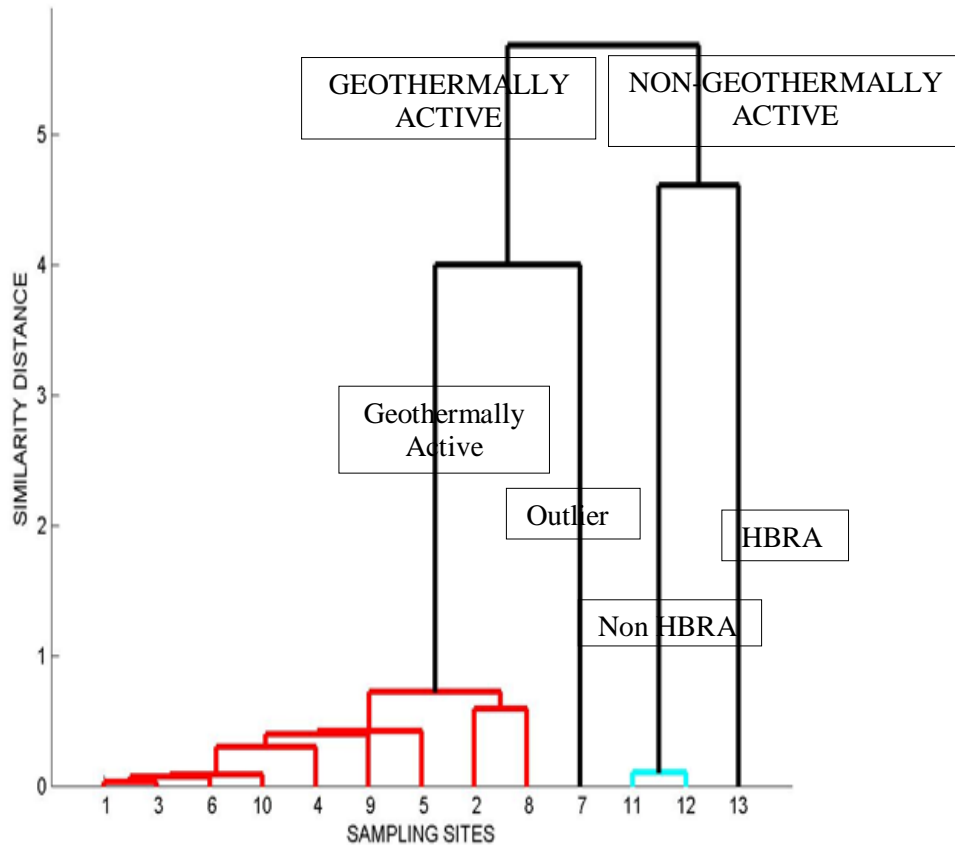 GEOTHERMALLY
ACTIVE
NON-GEOTHERMALLY
ACTIVE
5
4
3
2
1
0
SIMILARITY DISTANCE
Geothermally
Active
Outlier
HBRA
Non HBRA
1 3 6 10 4 9 5 2 8 7 11 12 13
SAMPLING SITES